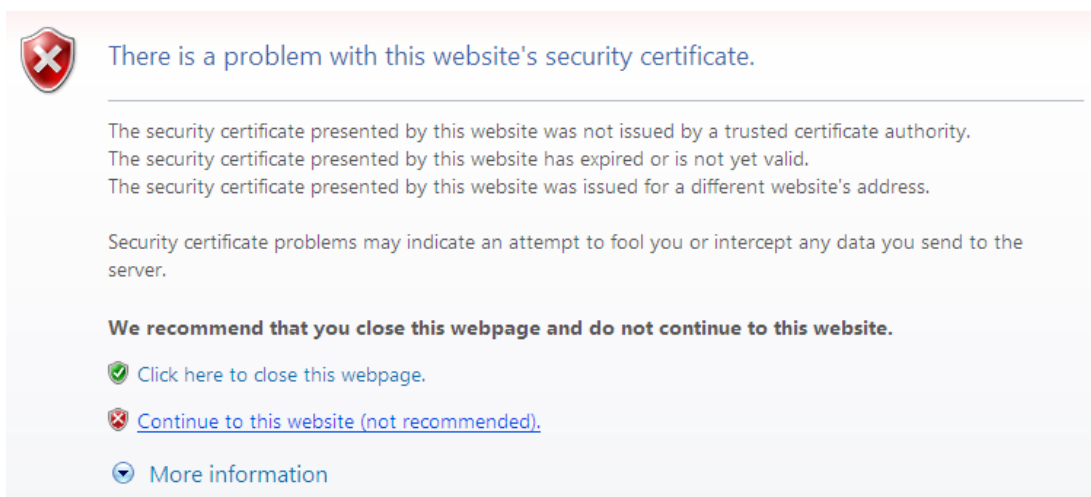 There is a problem with this website's security certificate.
The security certificate presented by this website was not issued by a trusted certificate authority.
The security certificate presented by this website has expired or is not yet valid.
The security certificate presented by this website was issued for a different website's address.
Security certificate problems may indicate an attempt to fool you or intercept any data you send to the
server.
We recommend that you close this webpage and do not continue to this website.
Click here to close this webpage.
Continue to this website (not recommended).
More information